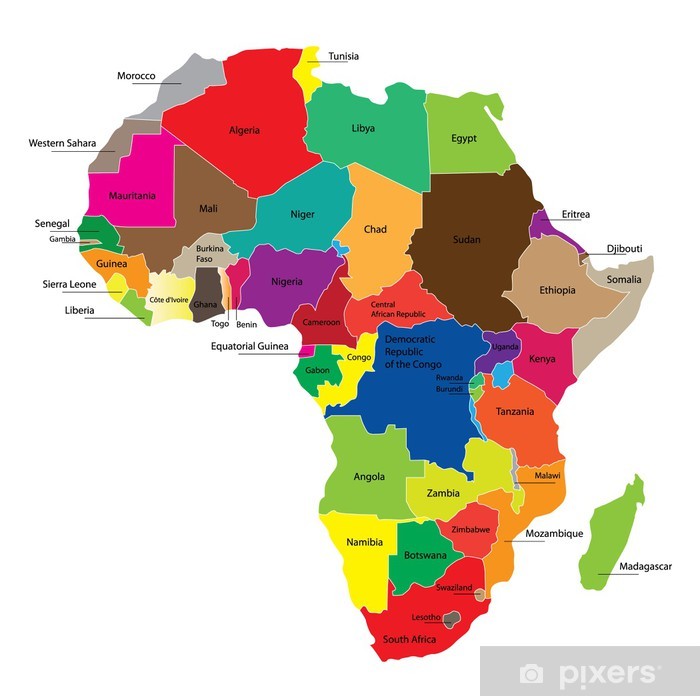 Tunisia
Morocco
Algeria
Libya
Egypt
Western Sahara
Mauritania
Mali
Niger
Chad
Sudan
Eritrea
Senegal
Gambia
Djibouti
Burkina
Faso
Guinea
Somalia
Ethiopia
Nigeria
Sierra Leone
Côte d'Ivoire
Ghana
Liberia
Togo
Benin
Cameroon
Central
African Republic
Equatorial Guinea
Democratic
Republic
of the Congo
Uganda
Kenya
Congo
Gabon
Rwanda
Burundi
Tanzania
Angola
Malawi
Zambia
Zimbabwe
Mozambique
Namibia
Botswana
Madagascar
Swaziland
Lesotho
South Africa
pixers